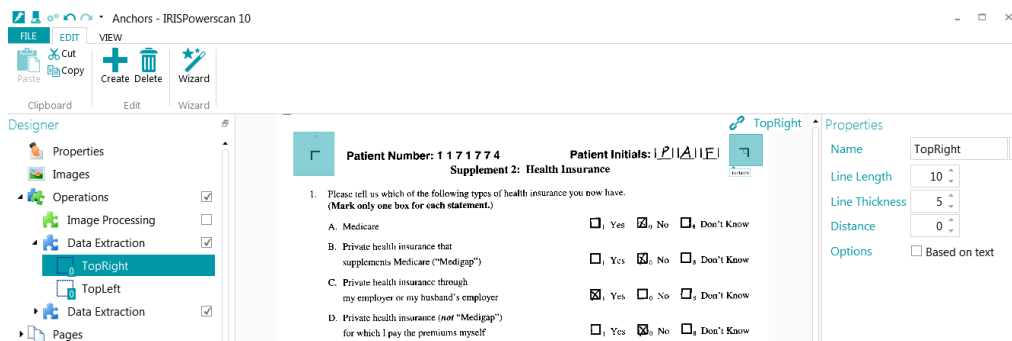 Anchors - IRISPowerscan 10
FILE EDIT VIEW
Paste Cut Copy Create Delete Wizard
Clipboard Edit Wizard
Designer
Properties
Images
Operations
Image Processing
Data Extraction
TopRight
TopLeft
Data Extraction
Pages
TopRight
Patient Number: 1 1 7 1 7 7 4 Patient Initials: P A F
Supplement 2: Health Insurance
1. Please tell us which of the following types of health insurance you now have.
(Mark only one box for each statement.)
A. Medicare 1 Yes 0 No 8 Don't Know
B. Private health insurance that
supplements Medicare ("Medigap") 1 Yes 0 No 8 Don't Know
C. Private health insurance through
my employer or my husband's employer 1 Yes 0 No 8 Don't Know
D. Private health insurance (not "Medigap")
for which I pay the premiums myself 1 Yes 0 No 8 Don't Know
Properties
Name TopRight
Line Length 10
Line Thickness 5
Distance 0
Options Based on text